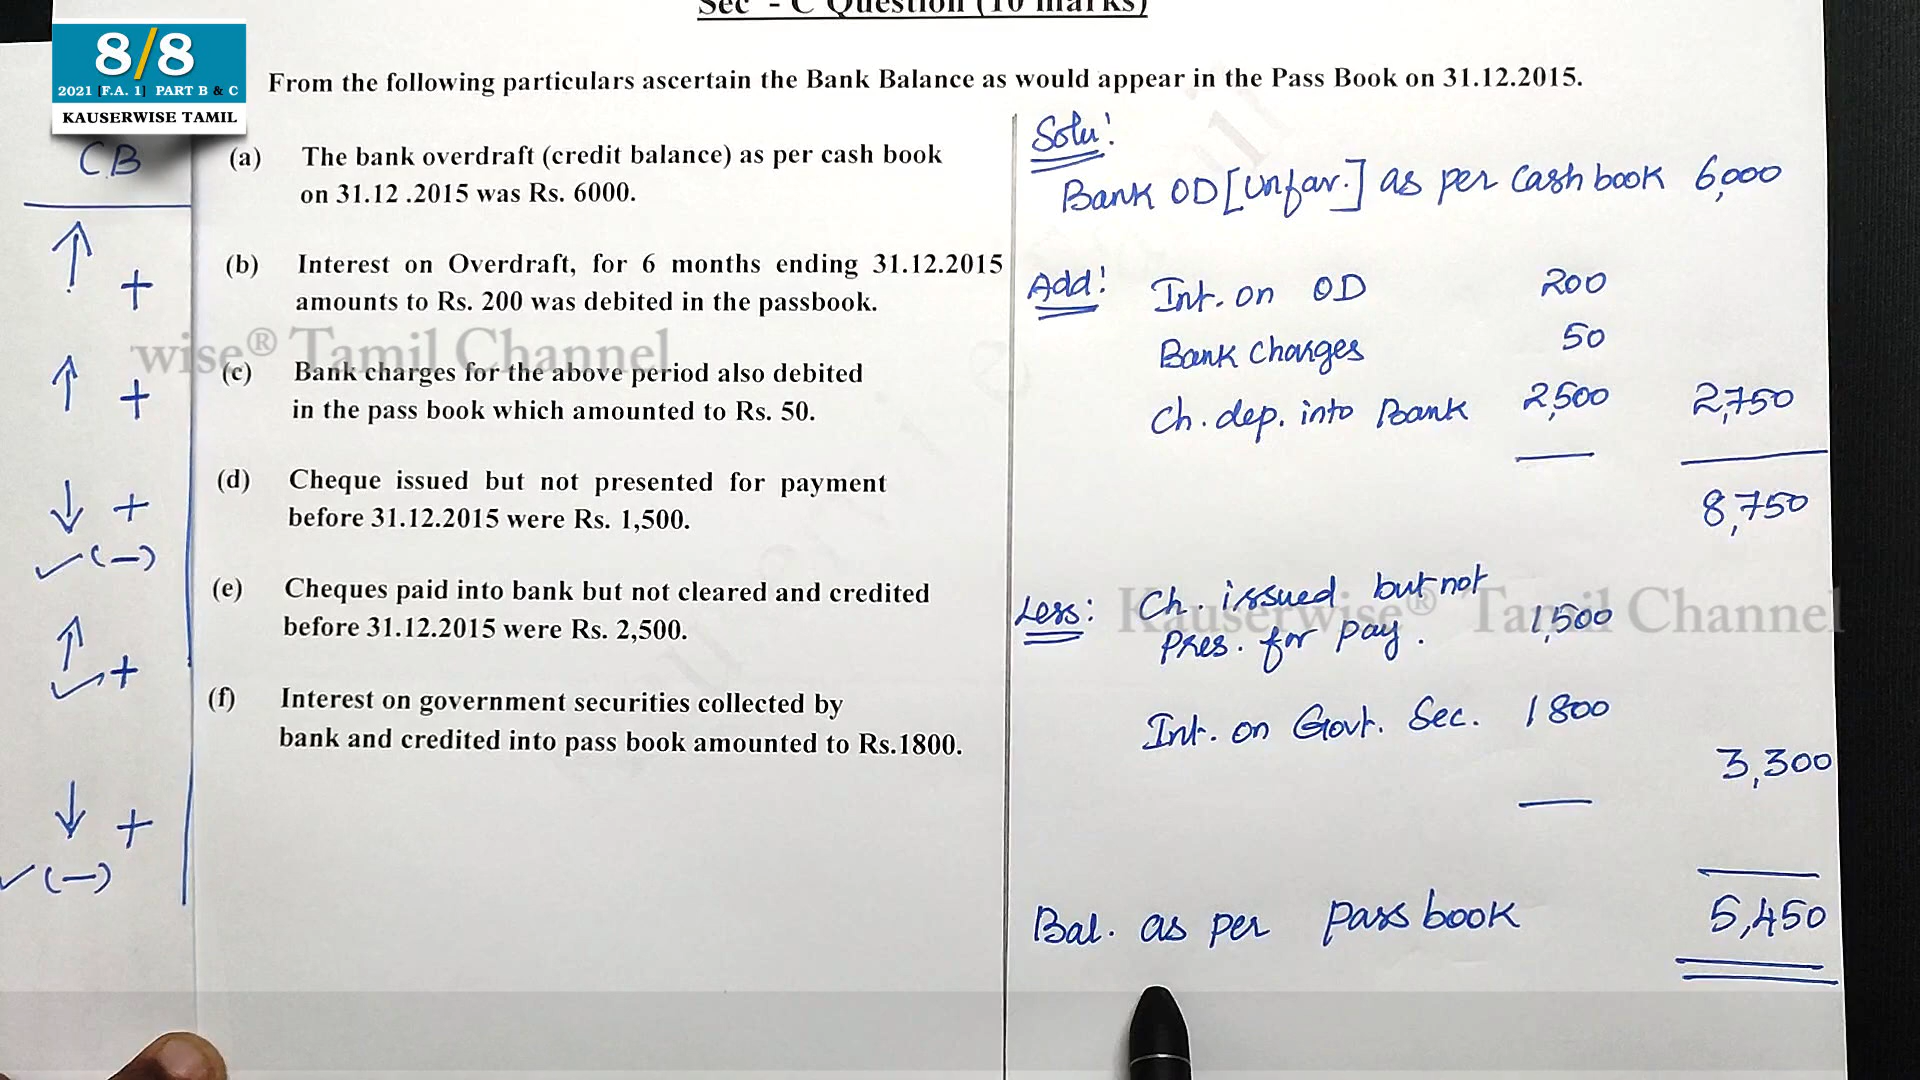 Sec - C Question (10 marks)
8/8
2021 [F.A. 1] PART B & C
KAUSERWISE TAMIL
From the following particulars ascertain the Bank Balance as would appear in the Pass Book on 31.12.2015.
CB
(a) The bank overdraft (credit balance) as per cash book
on 31.12 .2015 was Rs. 6000.
(b) Interest on Overdraft, for 6 months ending 31.12.2015
amounts to Rs. 200 was debited in the passbook.
(c) Bank charges for the above period also debited
in the pass book which amounted to Rs. 50.
(d) Cheque issued but not presented for payment
before 31.12.2015 were Rs. 1,500.
(e) Cheques paid into bank but not cleared and credited
before 31.12.2015 were Rs. 2,500.
(f) Interest on government securities collected by
bank and credited into pass book amounted to Rs.1800.
↑ +
↑ +
↓ +
✓(−)
↑
✓+
↓ +
✓(−)
Solu:
Bank OD [Unfav.] as per Cash book 6,000
Add: Int. on OD 200
Bank Charges 50
Ch. dep. into Bank 2,500 2,750
8,750
Less: Ch. issued but not
Pres. for pay. 1,500
Int. on Govt. Sec. 1800
3,300
Bal. as per Pass book 5,450
wise® Tamil Channel
Kauserwise® Tamil Channel